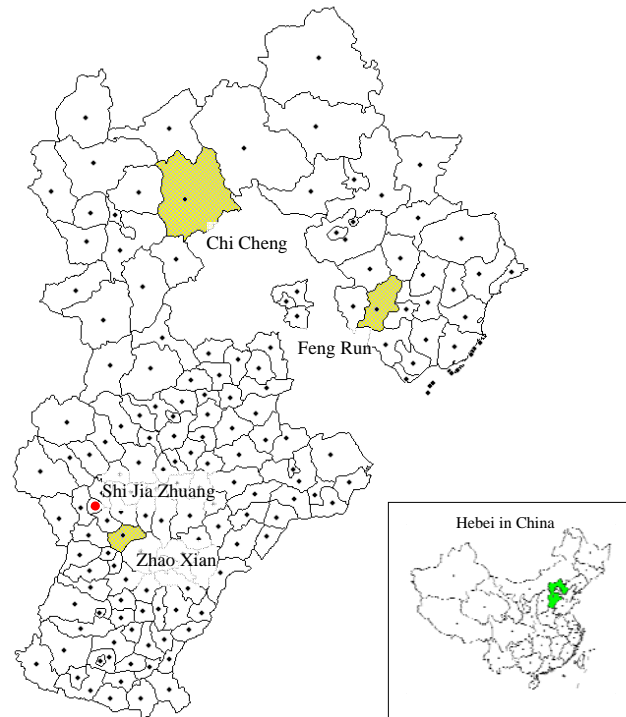 Chi Cheng
Feng Run
Shi Jia Zhuang
Zhao Xian
Hebei in China